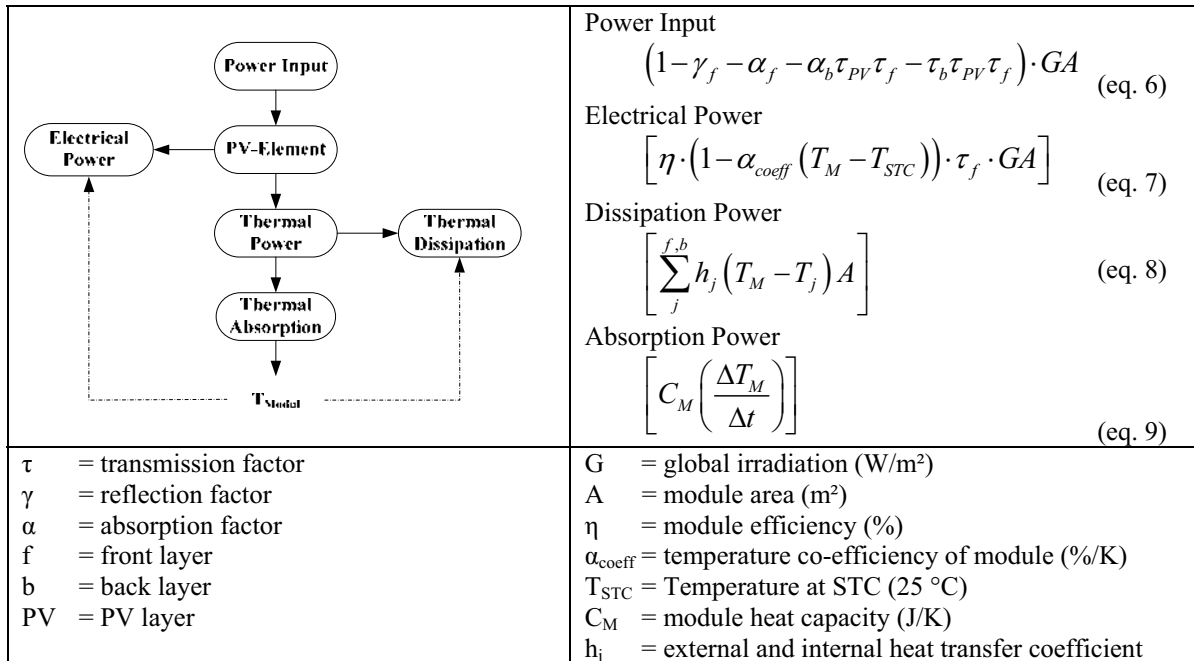 Power Input
Electrical
Power
PV-Element
Thermal
Power
Thermal
Dissipation
Thermal
Absorption
T_Modul
Power Input
(1 − γ_f − α_f − α_b τ_PV τ_f − τ_b τ_PV τ_f) · GA (eq. 6)
Electrical Power
[η · (1 − α_coeff (T_M − T_STC)) · τ_f · GA] (eq. 7)
Dissipation Power
[∑_j^{f,b} h_j (T_M − T_j) A] (eq. 8)
Absorption Power
[C_M (ΔT_M / Δt)] (eq. 9)
τ = transmission factor
γ = reflection factor
α = absorption factor
f = front layer
b = back layer
PV = PV layer
G = global irradiation (W/m²)
A = module area (m²)
η = module efficiency (%)
α_coeff = temperature co-efficiency of module (%/K)
T_STC = Temperature at STC (25 °C)
C_M = module heat capacity (J/K)
h_j = external and internal heat transfer coefficient